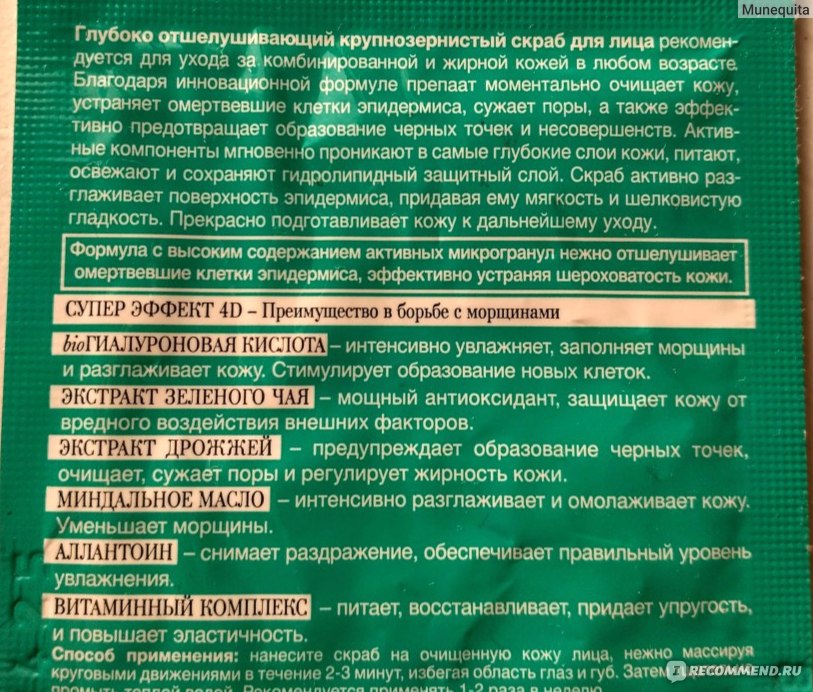 Munequita
Глубоко отшелушивающий крупнозернистый скраб для лица рекомен-
дуется для ухода за комбинированной и жирной кожей в любом возрасте.
Благодаря инновационной формуле препаат моментально очищает кожу,
устраняет омертвевшие клетки эпидермиса, сужает поры, а также эффек-
тивно предотвращает образование черных точек и несовершенств. Актив-
ные компоненты мгновенно проникают в самые глубокие слои кожи, питают,
освежают и сохраняют гидролипидный защитный слой. Скраб активно раз-
глаживает поверхность эпидермиса, придавая ему мягкость и шелковистую
гладкость. Прекрасно подготавливает кожу к дальнейшему уходу.
Формула с высоким содержанием активных микрогранул нежно отшелушивает
омертвевшие клетки эпидермиса, эффективно устраняя шероховатость кожи.
СУПЕР ЭФФЕКТ 4D – Преимущество в борьбе с морщинами
bioГИАЛУРОНОВАЯ КИСЛОТА – интенсивно увлажняет, заполняет морщины
и разглаживает кожу. Стимулирует образование новых клеток.
ЭКСТРАКТ ЗЕЛЕНОГО ЧАЯ – мощный антиоксидант, защищает кожу от
вредного воздействия внешних факторов.
ЭКСТРАКТ ДРОЖЖЕЙ – предупреждает образование черных точек,
очищает, сужает поры и регулирует жирность кожи.
МИНДАЛЬНОЕ МАСЛО – интенсивно разглаживает и омолаживает кожу.
Уменьшает морщины.
АЛЛАНТОИН – снимает раздражение, обеспечивает правильный уровень
увлажнения.
ВИТАМИННЫЙ КОМПЛЕКС – питает, восстанавливает, придает упругость,
и повышает эластичность.
Способ применения: нанесите скраб на очищенную кожу лица, нежно массируя
круговыми движениями в течение 2-3 минут, избегая область глаз и губ. Затем
промыть теплой водой. Рекомендуется применять 1-2 раза в неделю.
RECOMMEND.RU